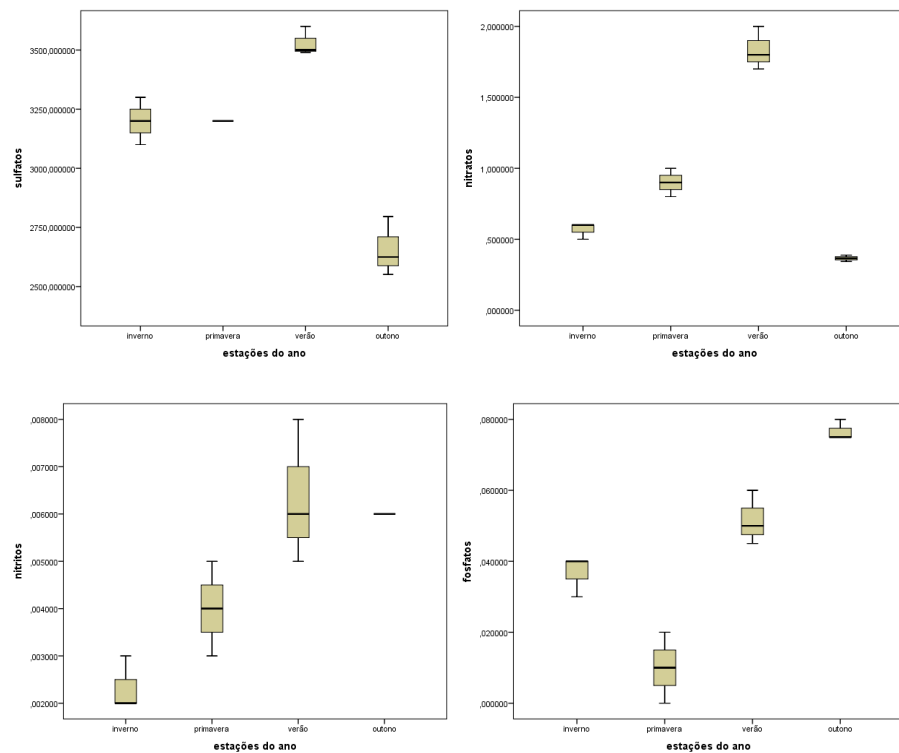 3500,000000
3250,000000
3000,000000
2750,000000
2500,000000
sulfatos
inverno primavera verão outono
estações do ano
2,000000
1,500000
1,000000
,500000
,000000
nitratos
inverno primavera verão outono
estações do ano
,008000
,007000
,006000
,005000
,004000
,003000
,002000
nitritos
inverno primavera verão outono
estações do ano
,080000
,060000
,040000
,020000
,000000
fosfatos
inverno primavera verão outono
estações do ano